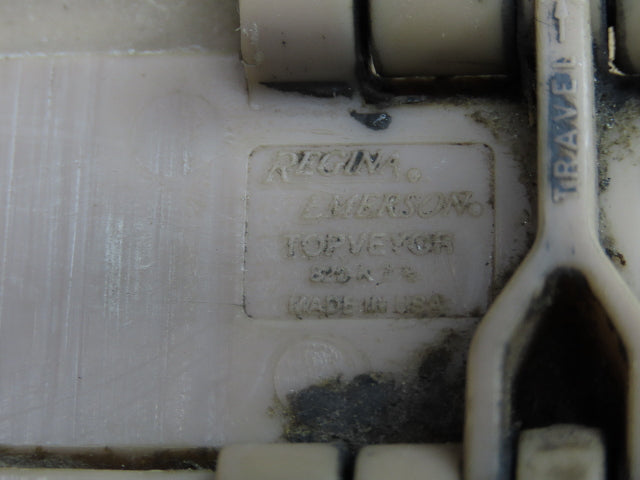 REGINA
EMERSON
TOPVEYOR
MADE IN USA
TRAVEL